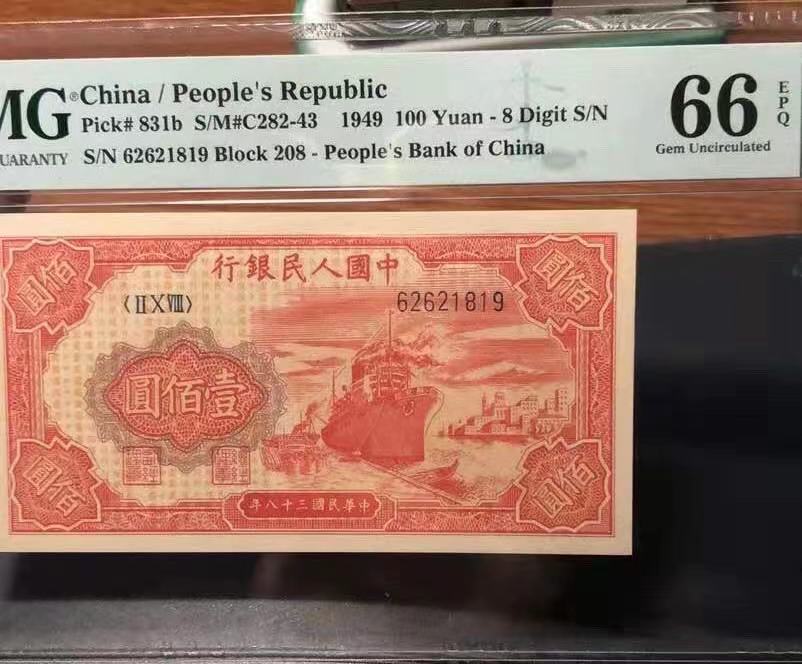 MG® China / People's Republic
Pick# 831b S/M#C282-43 1949 100 Yuan - 8 Digit S/N
UARANTY S/N 62621819 Block 208 - People's Bank of China
66 EPQ
Gem Uncirculated
中國人民銀行
佰圓
佰圓
〈ⅡⅩⅧ〉
62621819
壹佰圓
佰圓
佰圓
中華民國三十八年